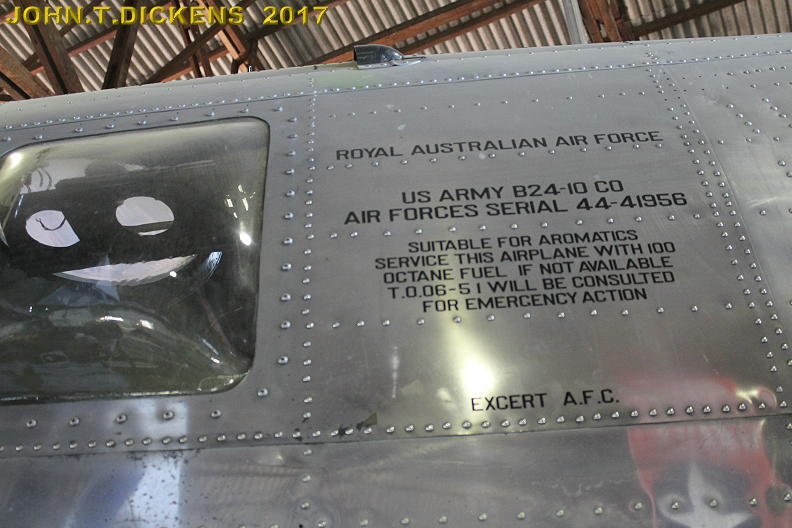 JOHN.T.DICKENS 2017
ROYAL AUSTRALIAN AIR FORCE
US ARMY B24-10 CO
AIR FORCES SERIAL 44-41956
SUITABLE FOR AROMATICS
SERVICE THIS AIRPLANE WITH 100
OCTANE FUEL IF NOT AVAILABLE
T.O.06-5 1 WILL BE CONSULTED
FOR EMERGENCY ACTION
EXCERT A.F.C.